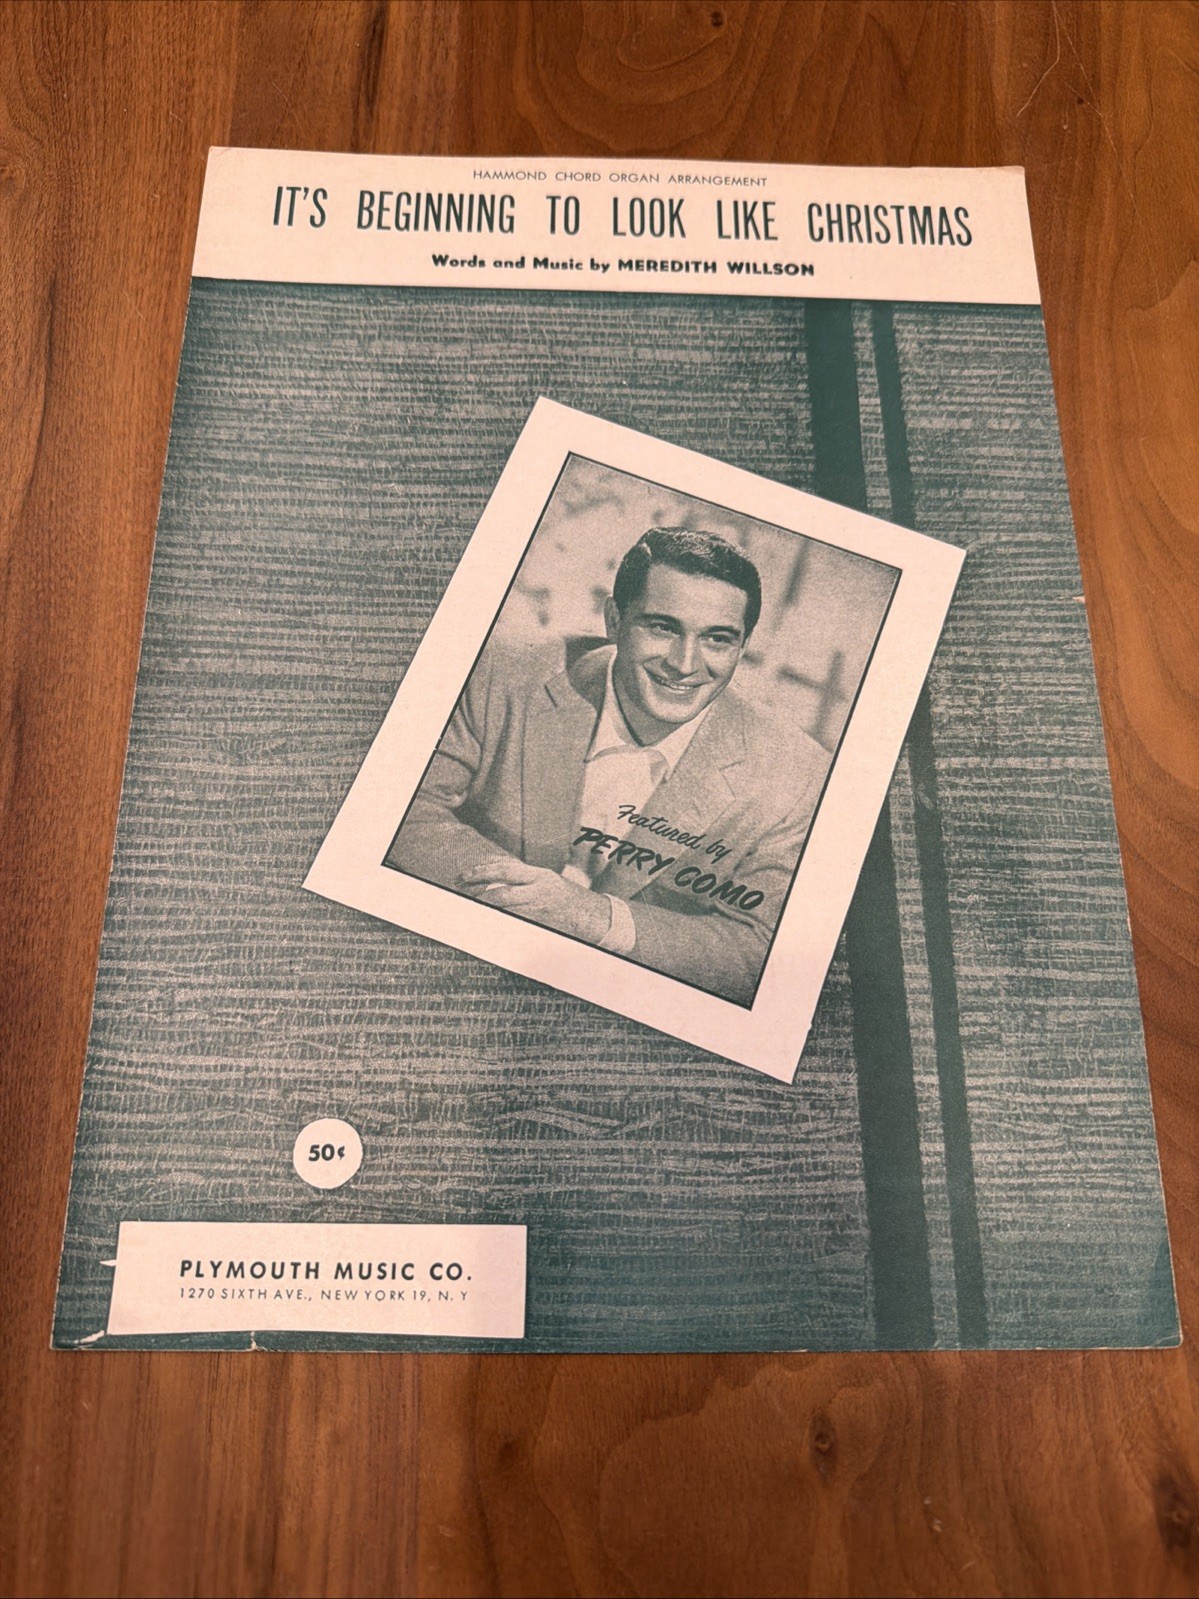 HAMMOND CHORD ORGAN ARRANGEMENT
IT'S BEGINNING TO LOOK LIKE CHRISTMAS
Words and Music by MEREDITH WILLSON
Featured by
PERRY COMO
50¢
PLYMOUTH MUSIC CO.
1270 SIXTH AVE., NEW YORK 19, N. Y